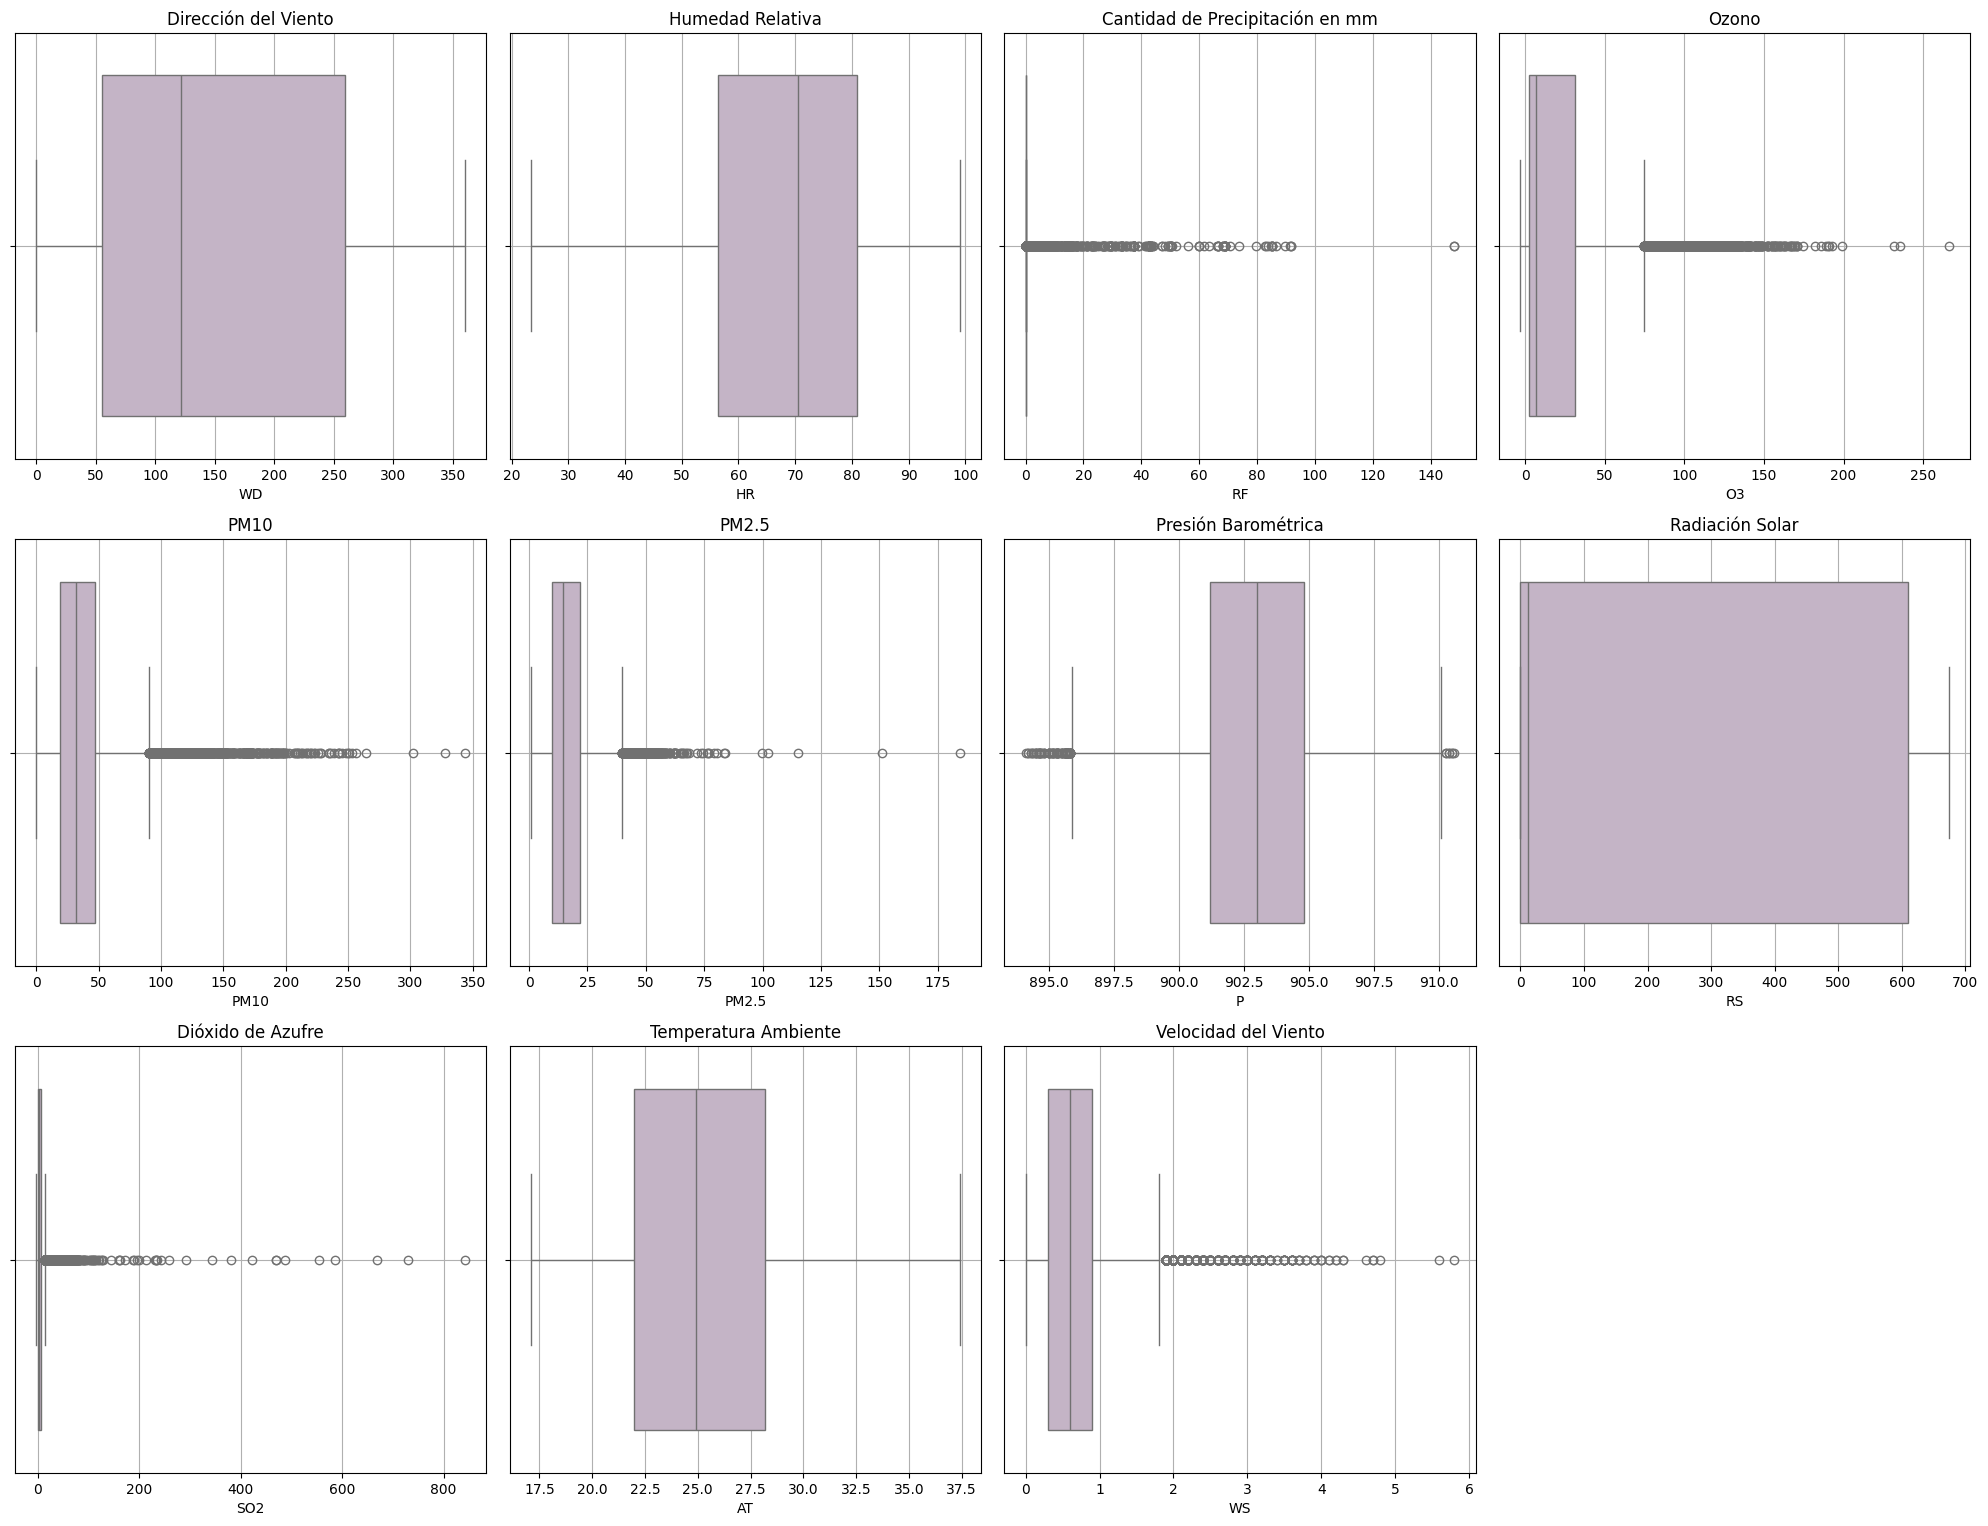 Dirección del Viento
0 50 100 150 200 250 300 350
WD
Humedad Relativa
20 30 40 50 60 70 80 90 100
HR
Cantidad de Precipitación en mm
0 20 40 60 80 100 120 140
RF
Ozono
0 50 100 150 200 250
O3
PM10
0 50 100 150 200 250 300 350
PM10
PM2.5
0 25 50 75 100 125 150 175
PM2.5
Presión Barométrica
895.0 897.5 900.0 902.5 905.0 907.5 910.0
P
Radiación Solar
0 100 200 300 400 500 600 700
RS
Dióxido de Azufre
0 200 400 600 800
SO2
Temperatura Ambiente
17.5 20.0 22.5 25.0 27.5 30.0 32.5 35.0 37.5
AT
Velocidad del Viento
0 1 2 3 4 5 6
WS